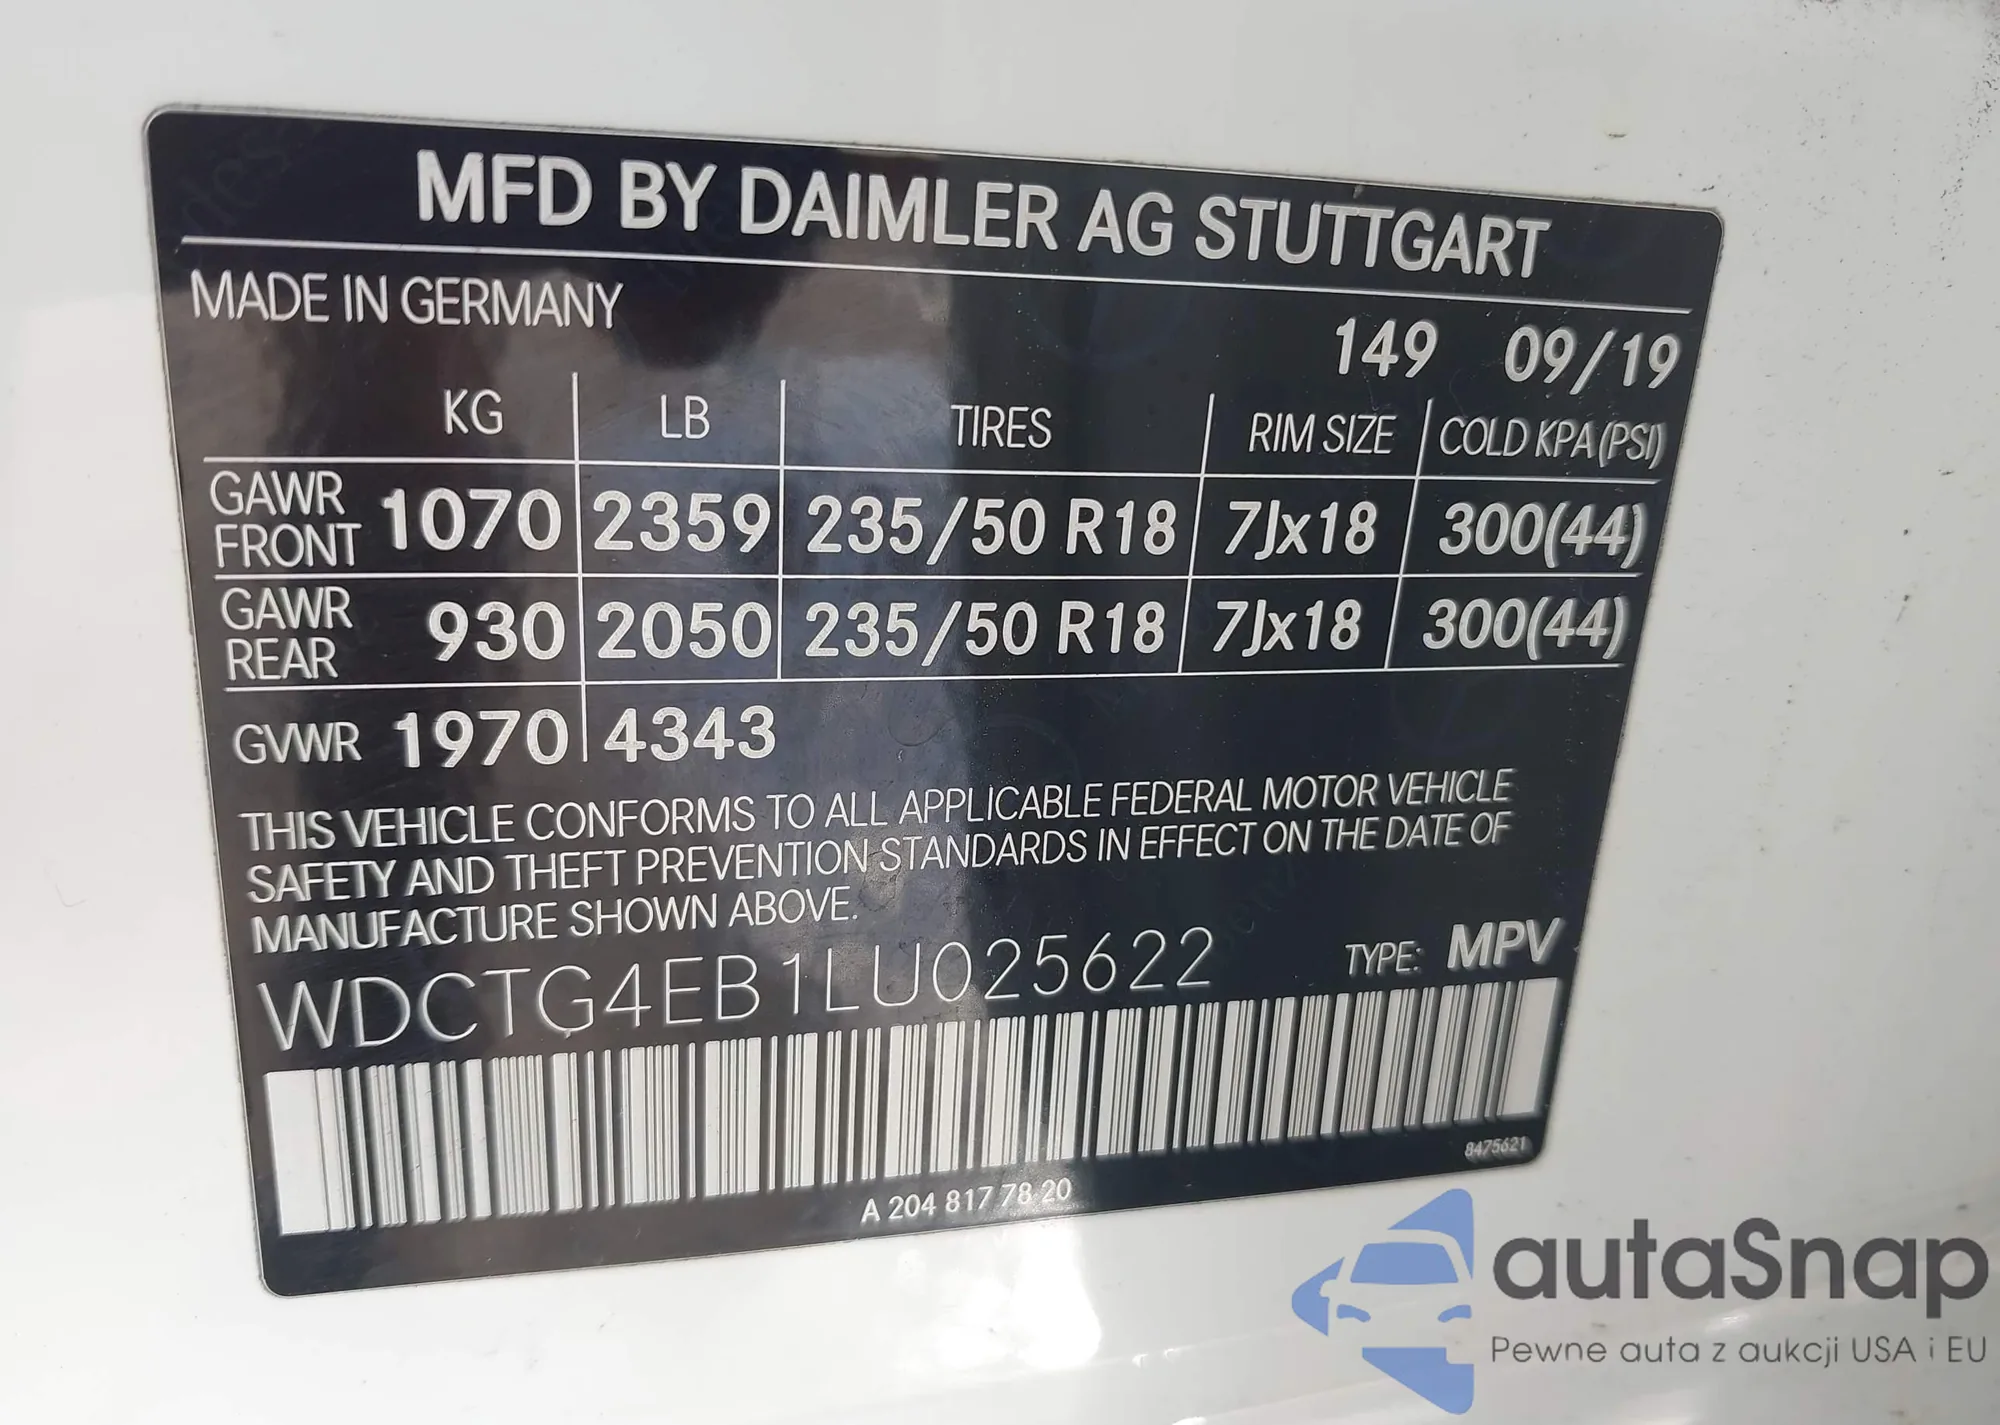 MFD BY DAIMLER AG STUTTGART
MADE IN GERMANY
149 09/19
KG LB TIRES RIM SIZE COLD KPA (PSI)
GAWR FRONT 1070 2359 235/50 R18 7Jx18 300(44)
GAWR REAR 930 2050 235/50 R18 7Jx18 300(44)
GVWR 1970 4343
THIS VEHICLE CONFORMS TO ALL APPLICABLE FEDERAL MOTOR VEHICLE
SAFETY AND THEFT PREVENTION STANDARDS IN EFFECT ON THE DATE OF
MANUFACTURE SHOWN ABOVE.
WDCTG4EB1LU025622 TYPE: MPV
8475621
A 204 817 78 20
autaSnap
Pewne auta z aukcji USA i EU